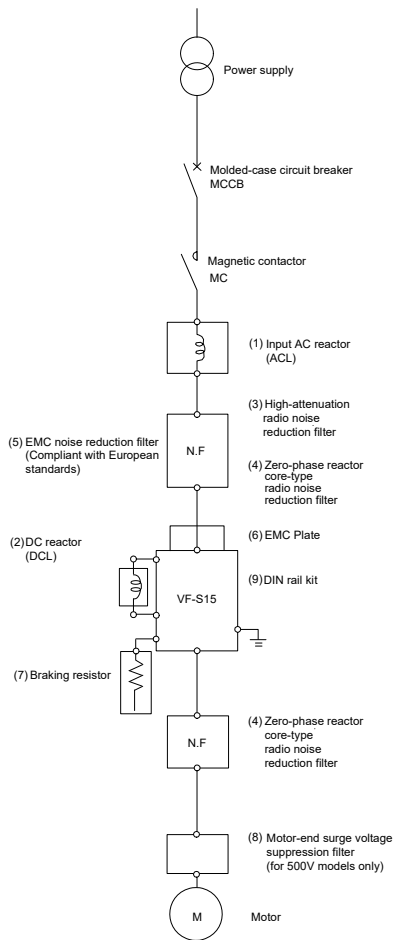 Power supply
Molded-case circuit breaker
MCCB
Magnetic contactor
MC
(1) Input AC reactor
(ACL)
(3) High-attenuation
radio noise
reduction filter
(5) EMC noise reduction filter
(Compliant with European
standards)
N.F
(4) Zero-phase reactor
core-type
radio noise
reduction filter
(6) EMC Plate
(2) DC reactor
(DCL)
(9) DIN rail kit
VF-S15
(7) Braking resistor
(4) Zero-phase reactor
core-type
radio noise
reduction filter
N.F
(8) Motor-end surge voltage
suppression filter
(for 500V models only)
M
Motor